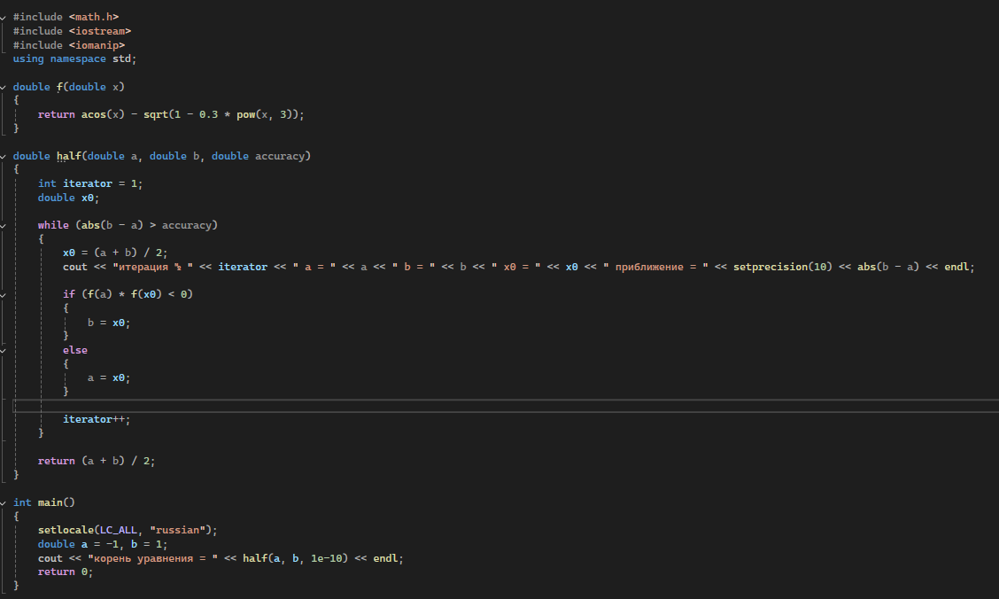 #include <math.h>
#include <iostream>
#include <iomanip>
using namespace std;

double f(double x)
{
    return acos(x) - sqrt(1 - 0.3 * pow(x, 3));
}

double half(double a, double b, double accuracy)
{
    int iterator = 1;
    double x0;

    while (abs(b - a) > accuracy)
    {
        x0 = (a + b) / 2;
        cout << "итерация № " << iterator << " a = " << a << " b = " << b << " x0 = " << x0 << " приближение = " << setprecision(10) << abs(b - a) << endl;

        if (f(a) * f(x0) < 0)
        {
            b = x0;
        }
        else
        {
            a = x0;
        }

        iterator++;
    }

    return (a + b) / 2;
}

int main()
{
    setlocale(LC_ALL, "russian");
    double a = -1, b = 1;
    cout << "корень уравнения = " << half(a, b, 1e-10) << endl;
    return 0;
}